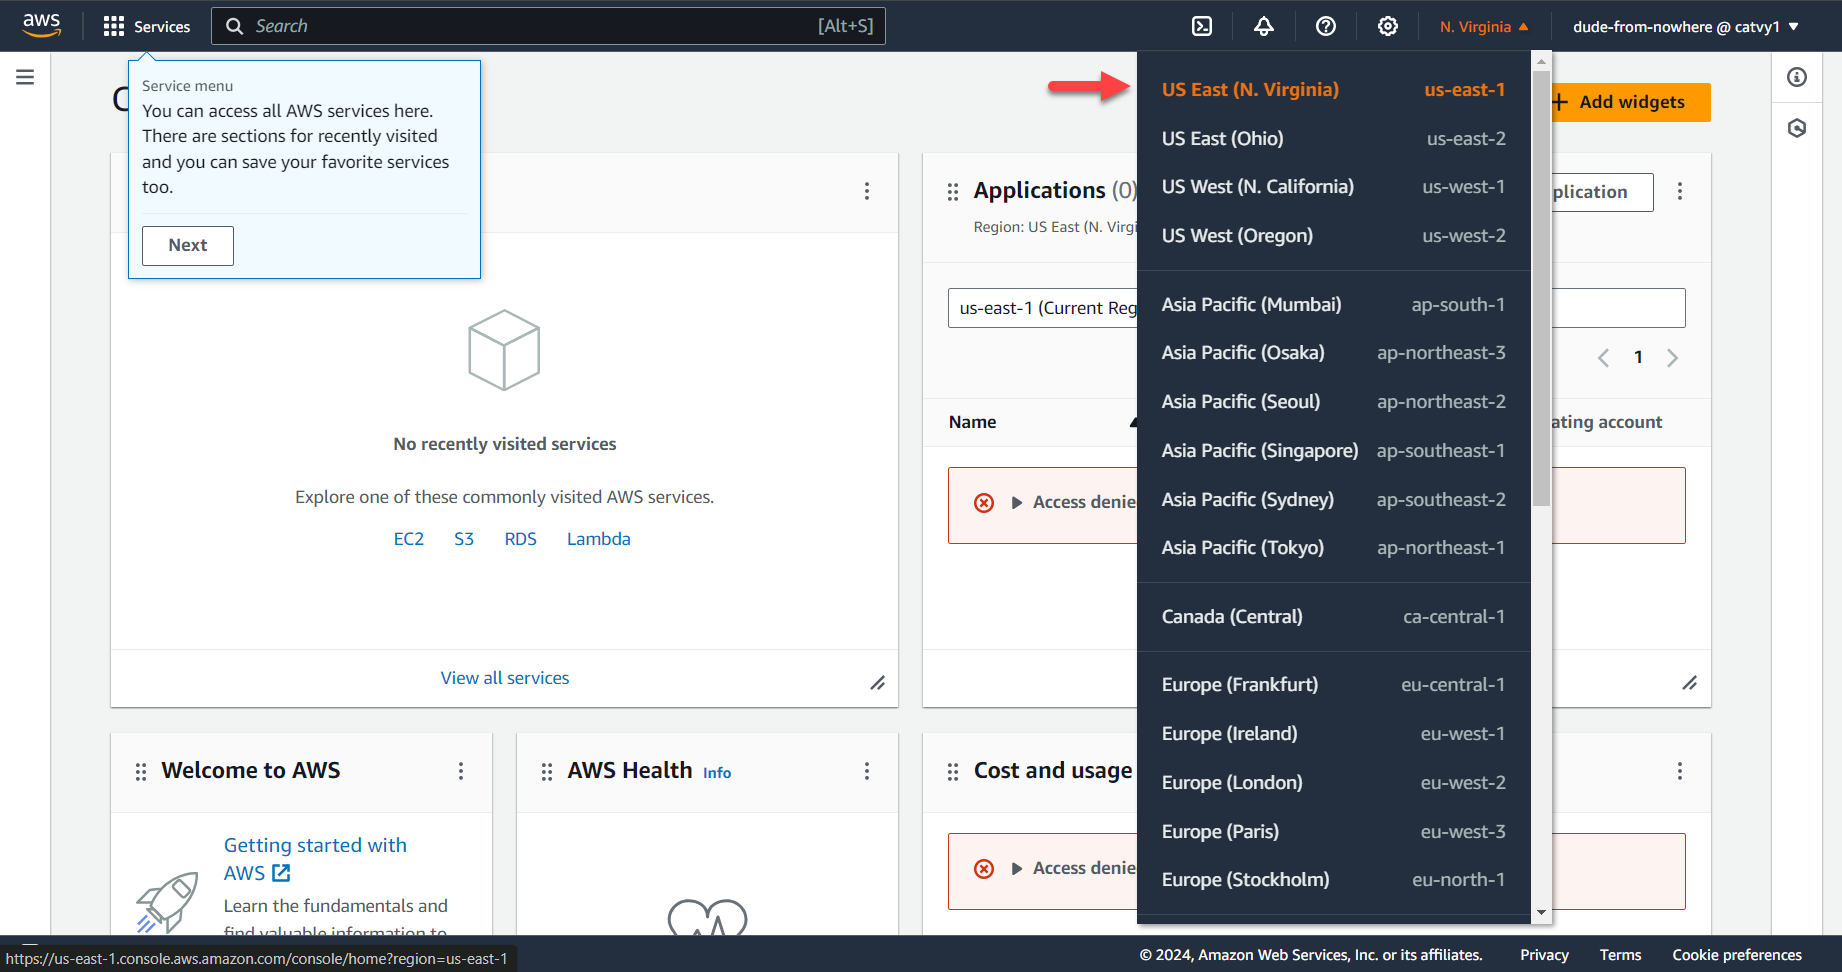 aws
Services
Search
[Alt+S]
N. Virginia
dude-from-nowhere @ catvy1
Service menu
You can access all AWS services here.
There are sections for recently visited
and you can save your favorite services
too.
Next
Add widgets
No recently visited services
Explore one of these commonly visited AWS services.
EC2 S3 RDS Lambda
View all services
Applications (0)
Region: US East (N. Virgi
plication
us-east-1 (Current Reg
1
Name
ating account
Access denie
US East (N. Virginia) us-east-1
US East (Ohio) us-east-2
US West (N. California) us-west-1
US West (Oregon) us-west-2
Asia Pacific (Mumbai) ap-south-1
Asia Pacific (Osaka) ap-northeast-3
Asia Pacific (Seoul) ap-northeast-2
Asia Pacific (Singapore) ap-southeast-1
Asia Pacific (Sydney) ap-southeast-2
Asia Pacific (Tokyo) ap-northeast-1
Canada (Central) ca-central-1
Europe (Frankfurt) eu-central-1
Europe (Ireland) eu-west-1
Europe (London) eu-west-2
Europe (Paris) eu-west-3
Europe (Stockholm) eu-north-1
Welcome to AWS
Getting started with
AWS
Learn the fundamentals and
find valuable information to
AWS Health Info
Cost and usage
Access denie
https://us-east-1.console.aws.amazon.com/console/home?region=us-east-1
© 2024, Amazon Web Services, Inc. or its affiliates.
Privacy
Terms
Cookie preferences